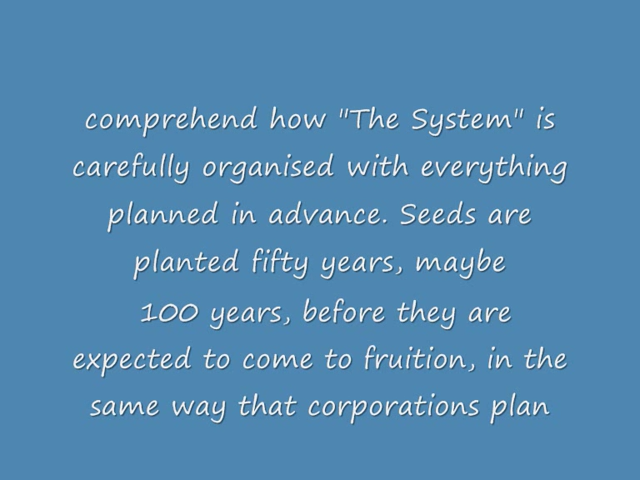 comprehend how "The System" is
carefully organised with everything
planned in advance. Seeds are
planted fifty years, maybe
100 years, before they are
expected to come to fruition, in the
same way that corporations plan